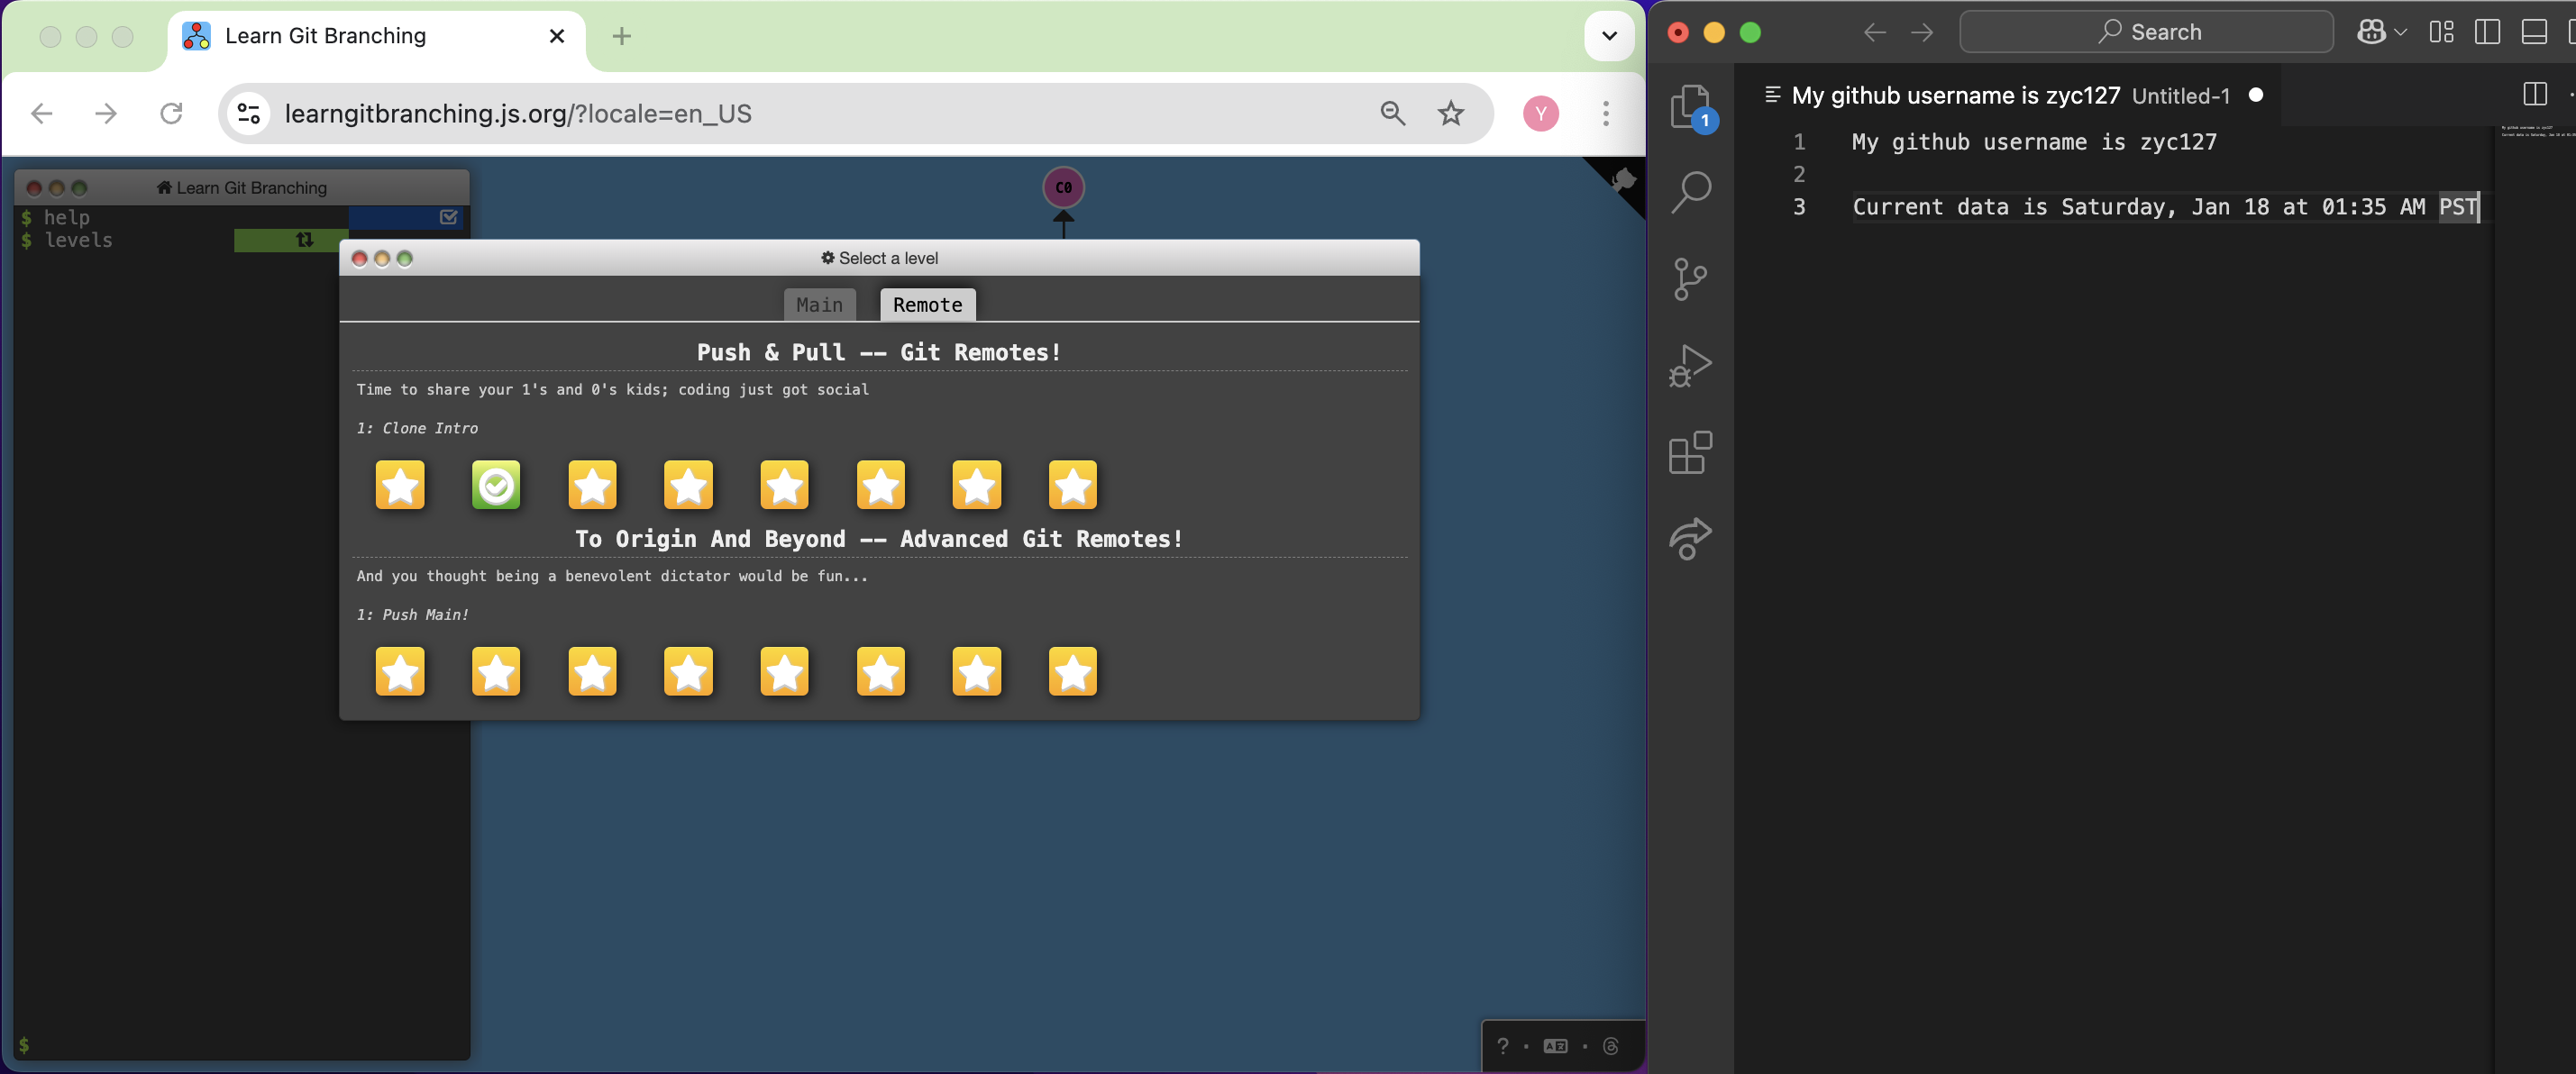 Learn Git Branching
learngitbranching.js.org/?locale=en_US
Y
Learn Git Branching
$ help
$ levels
C0
Select a level
Main
Remote
Push & Pull -- Git Remotes!
Time to share your 1's and 0's kids; coding just got social
1: Clone Intro
To Origin And Beyond -- Advanced Git Remotes!
And you thought being a benevolent dictator would be fun...
1: Push Main!
$
?
Search
1
My github username is zyc127 Untitled-1
1 My github username is zyc127
2
3 Current data is Saturday, Jan 18 at 01:35 AM PST